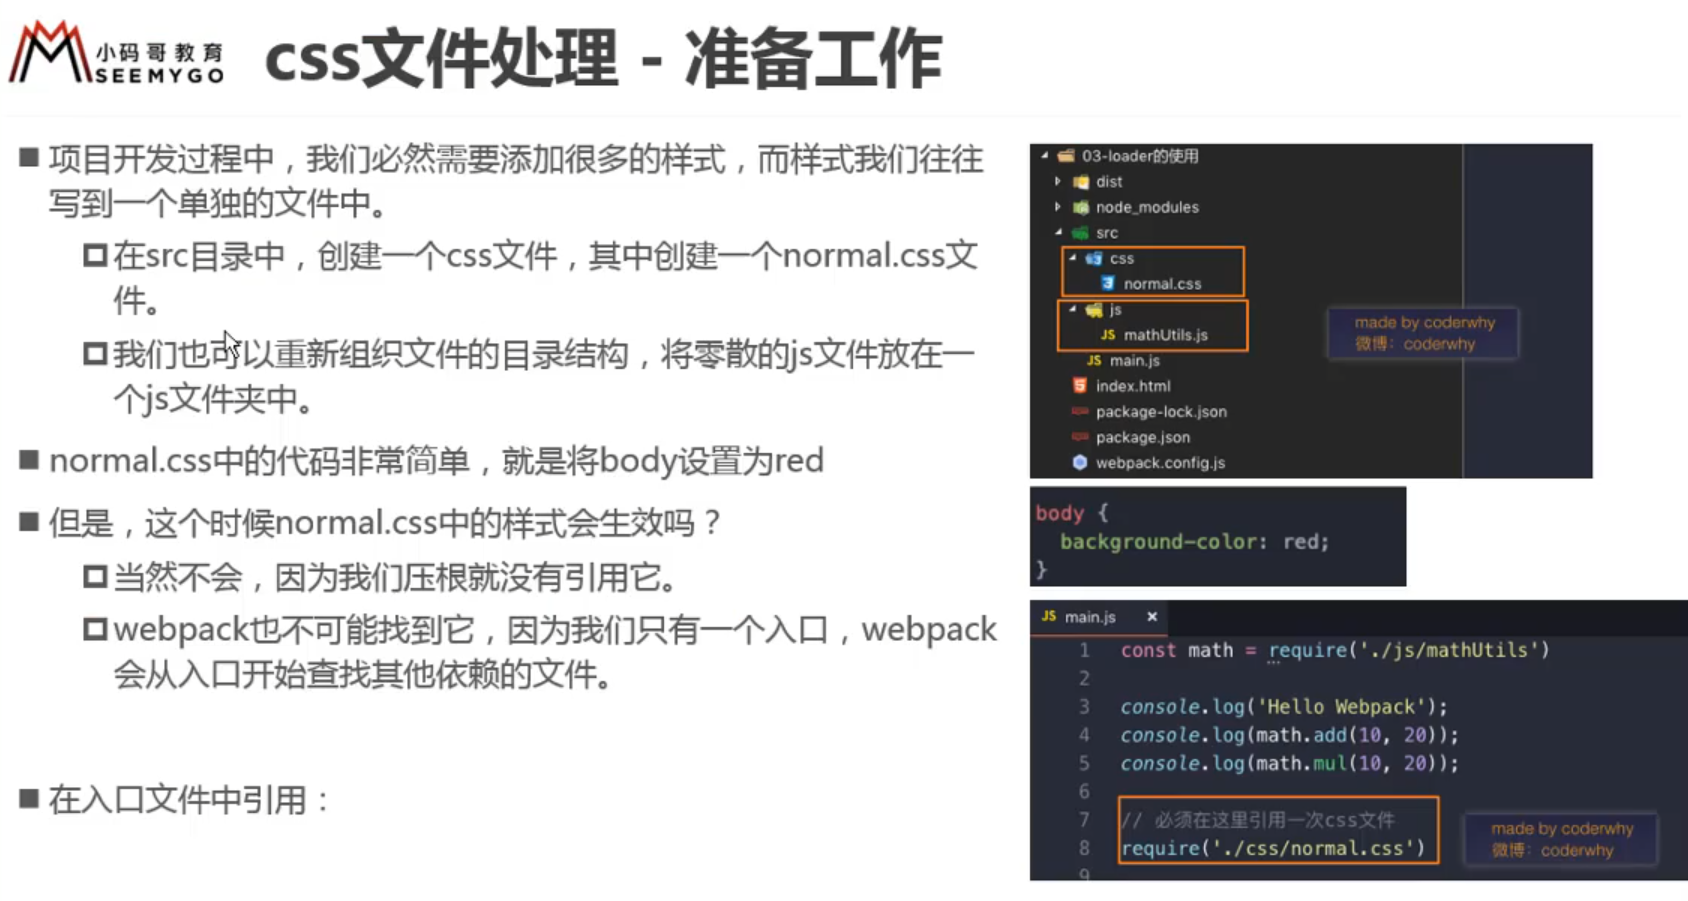 小码哥教育
SEEMYGO
css文件处理 - 准备工作
项目开发过程中，我们必然需要添加很多的样式，而样式我们往往
写到一个单独的文件中。
在src目录中，创建一个css文件，其中创建一个normal.css文
件。
我们也可以重新组织文件的目录结构，将零散的js文件放在一
个js文件夹中。
normal.css中的代码非常简单，就是将body设置为red
但是，这个时候normal.css中的样式会生效吗？
当然不会，因为我们压根就没有引用它。
webpack也不可能找到它，因为我们只有一个入口，webpack
会从入口开始查找其他依赖的文件。
在入口文件中引用：
03-loader的使用
dist
node_modules
src
css
normal.css
js
JS mathUtils.js
JS main.js
index.html
package-lock.json
package.json
webpack.config.js
made by coderwhy
微博：coderwhy
body {
background-color: red;
}
JS main.js ×
1 const math = require('./js/mathUtils')
2
3 console.log('Hello Webpack');
4 console.log(math.add(10, 20));
5 console.log(math.mul(10, 20));
6
7 // 必须在这里引用一次css文件
8 require('./css/normal.css')
9
made by coderwhy
微博：coderwhy